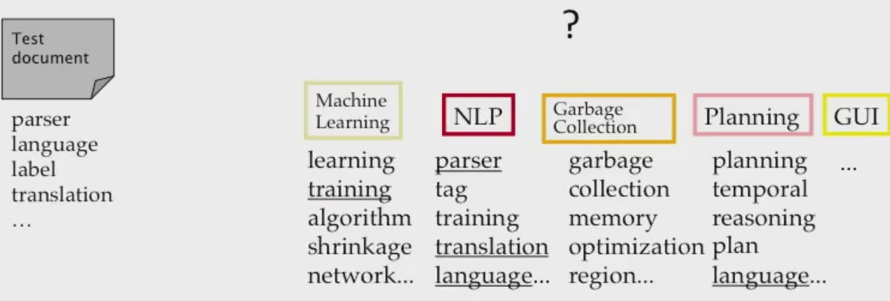 ?
Test
document
parser
language
label
translation
…
Machine
Learning
learning
training
algorithm
shrinkage
network...
NLP
parser
tag
training
translation
language...
Garbage
Collection
garbage
collection
memory
optimization
region...
Planning
planning
temporal
reasoning
plan
language...
GUI
...